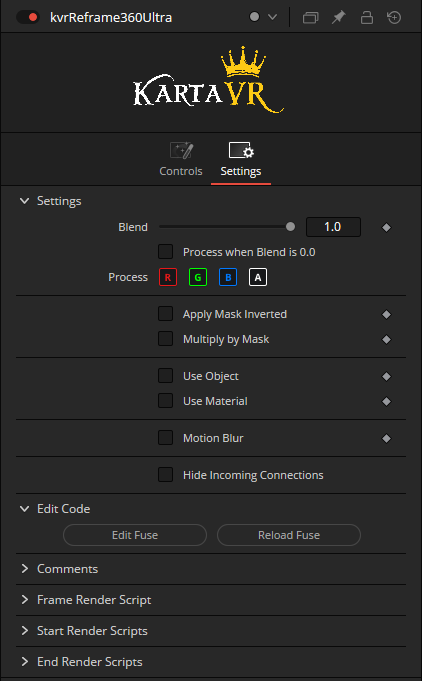 kvrReframe360Ultra
KARTAVR
Controls
Settings
Settings
Blend 1.0
Process when Blend is 0.0
Process R G B A
Apply Mask Inverted
Multiply by Mask
Use Object
Use Material
Motion Blur
Hide Incoming Connections
Edit Code
Edit Fuse Reload Fuse
Comments
Frame Render Script
Start Render Scripts
End Render Scripts